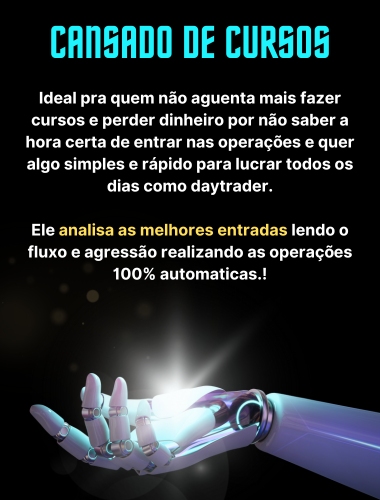 CANSADO DE CURSOS
Ideal pra quem não aguenta mais fazer
cursos e perder dinheiro por não saber a
hora certa de entrar nas operações e quer
algo simples e rápido para lucrar todos os
dias como daytrader.
Ele analisa as melhores entradas lendo o
fluxo e agressão realizando as operações
100% automaticas.!